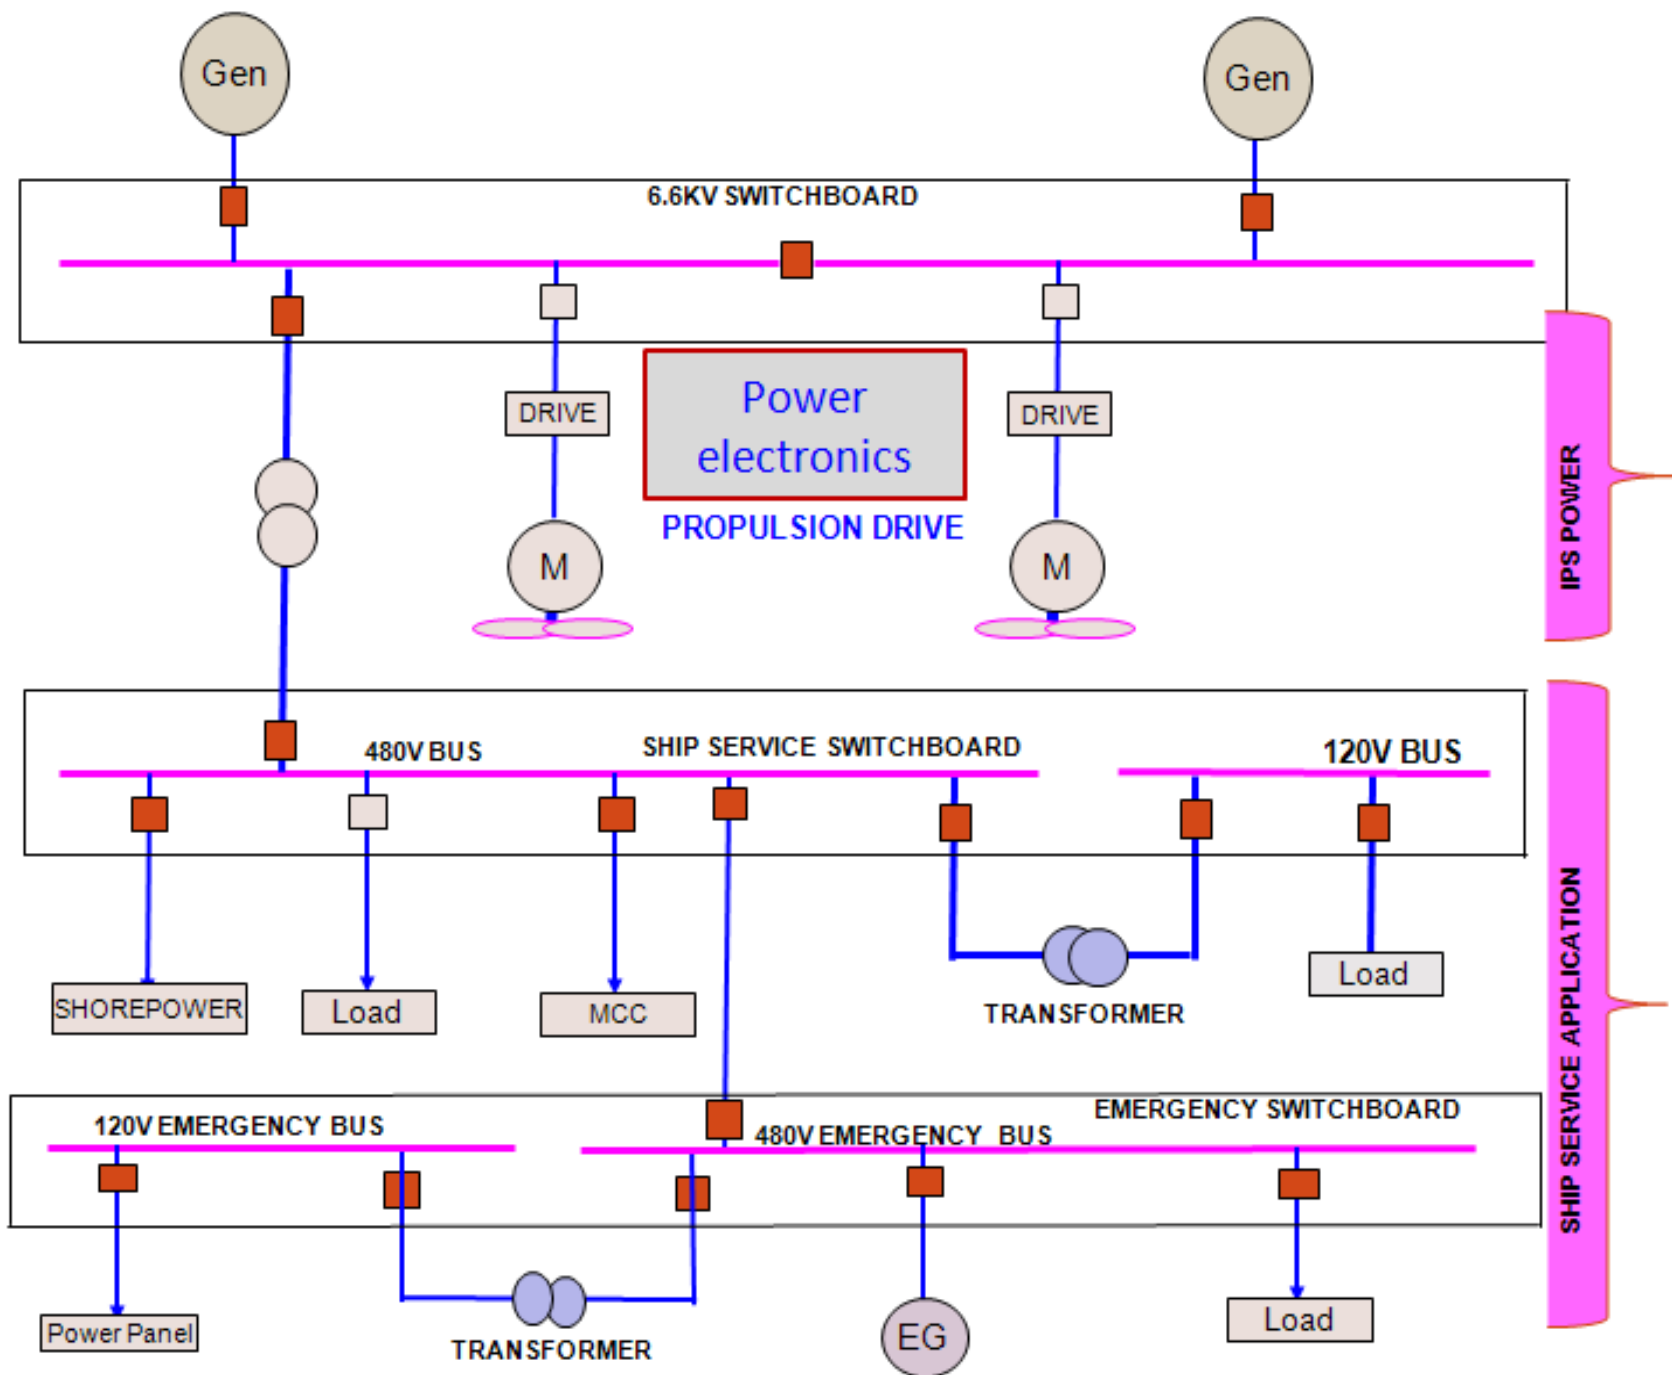 Gen
Gen
6.6KV SWITCHBOARD
DRIVE
Power
electronics
DRIVE
PROPULSION DRIVE
M
M
IPS POWER
480V BUS
SHIP SERVICE SWITCHBOARD
120V BUS
SHOREPOWER
Load
MCC
TRANSFORMER
Load
SHIP SERVICE APPLICATION
120V EMERGENCY BUS
480V EMERGENCY BUS
EMERGENCY SWITCHBOARD
Power Panel
TRANSFORMER
EG
Load